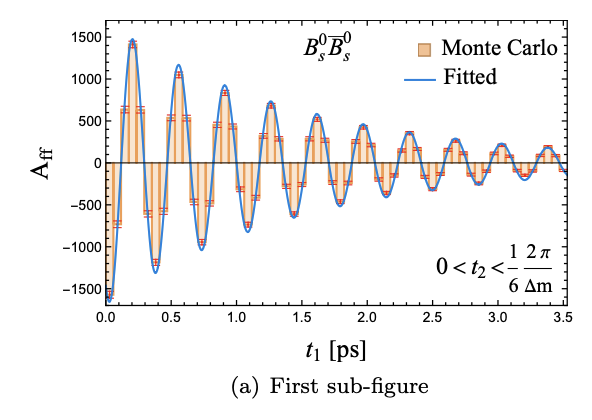 1500
1000
500
0
−500
−1000
−1500
A_ff
B_s^0 B̅_s^0
Monte Carlo
Fitted
0 < t_2 < 1/6 2π/Δm
0.0 0.5 1.0 1.5 2.0 2.5 3.0 3.5
t_1 [ps]
(a) First sub-figure